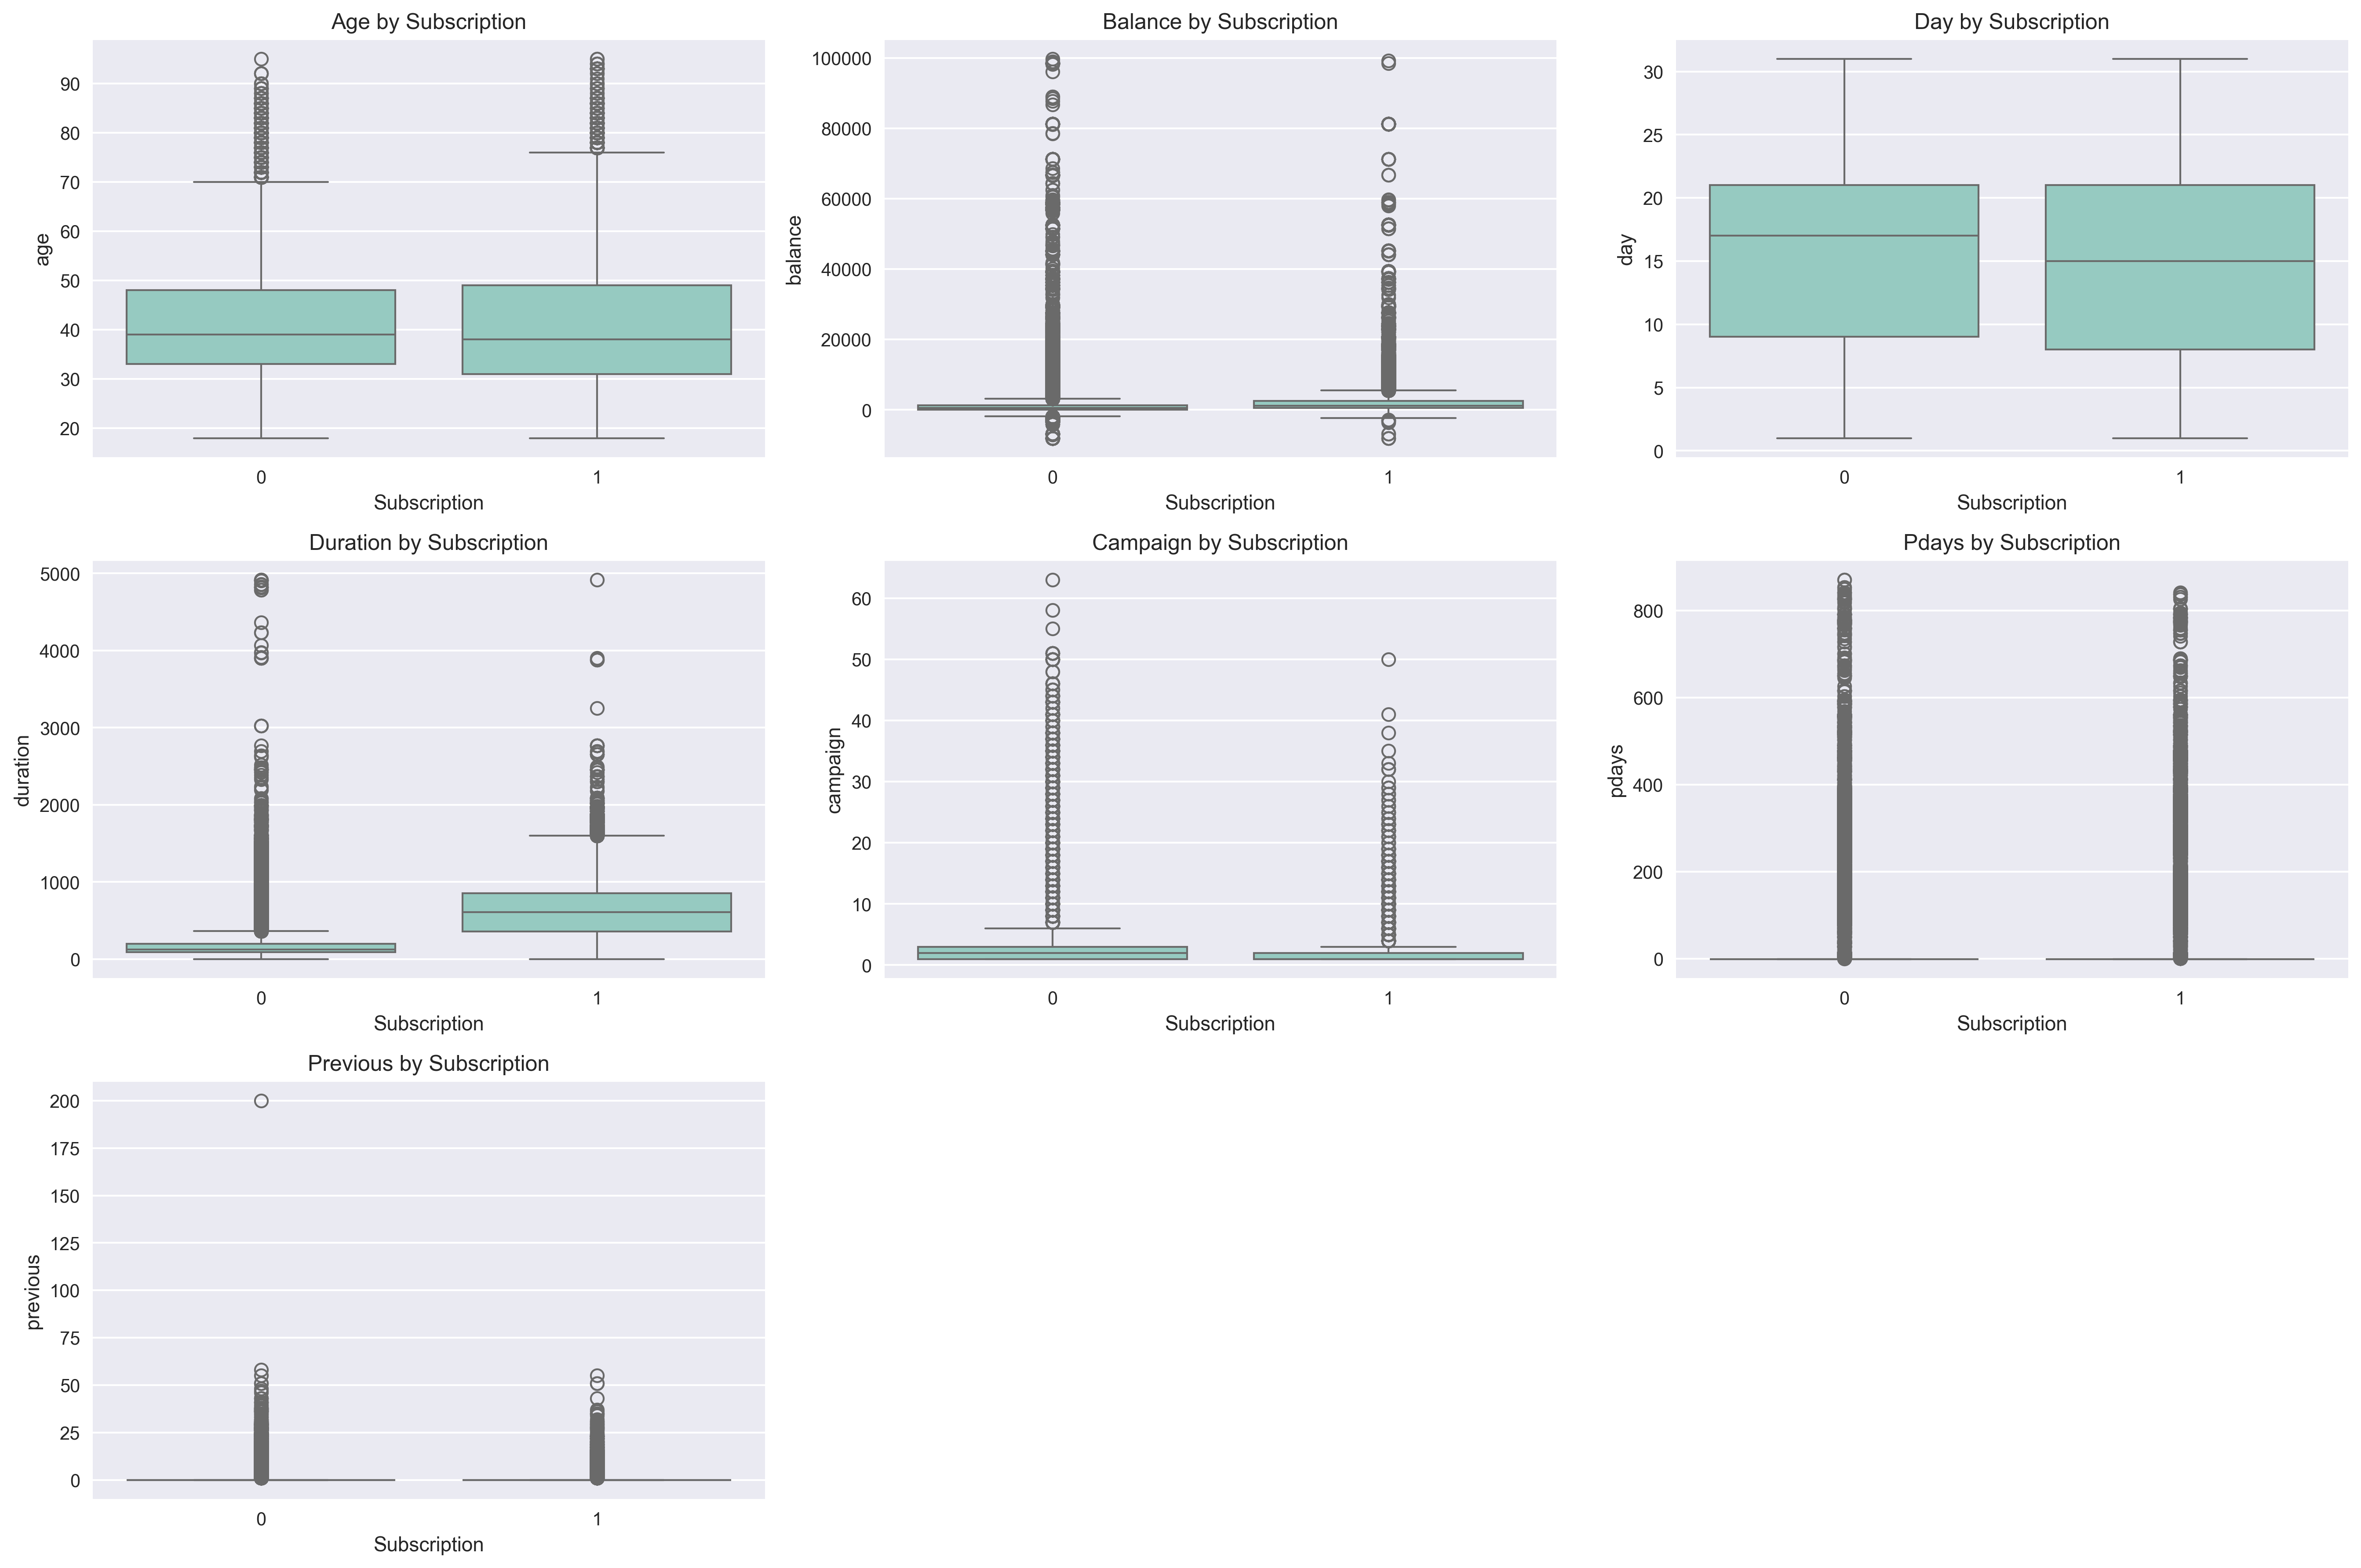 Age by Subscription
age
90
80
70
60
50
40
30
20
0 1
Subscription
Balance by Subscription
balance
100000
80000
60000
40000
20000
0
0 1
Subscription
Day by Subscription
day
30
25
20
15
10
5
0
0 1
Subscription
Duration by Subscription
duration
5000
4000
3000
2000
1000
0
0 1
Subscription
Campaign by Subscription
campaign
60
50
40
30
20
10
0
0 1
Subscription
Pdays by Subscription
pdays
800
600
400
200
0
0 1
Subscription
Previous by Subscription
previous
200
175
150
125
100
75
50
25
0
0 1
Subscription